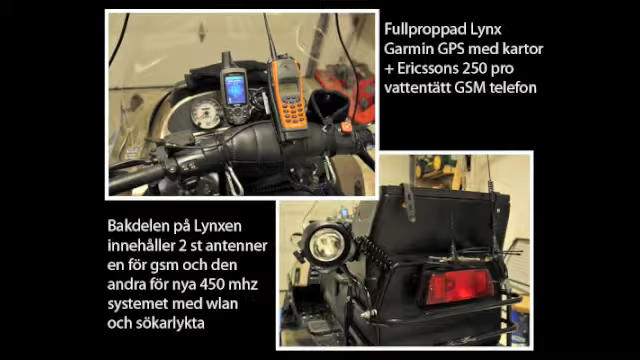 Fullproppad Lynx
Garmin GPS med kartor
+ Ericssons 250 pro
vattentätt GSM telefon
Bakdelen på Lynxen
innehåller 2 st antenner
en för gsm och den
andra för nya 450 mhz
systemet med wlan
och sökarlykta